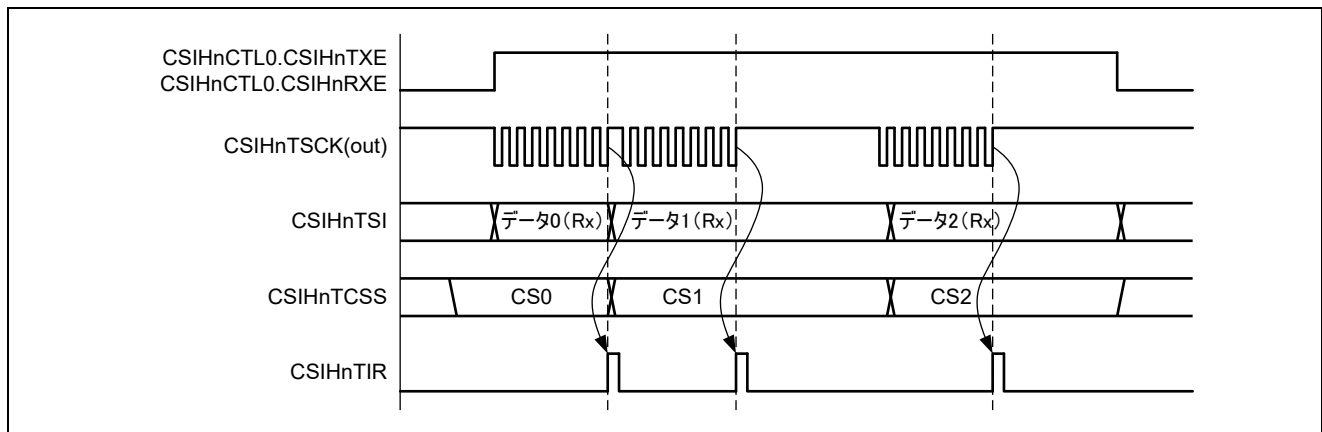 CSIHnCTL0.CSIHnTXE
CSIHnCTL0.CSIHnRXE
CSIHnTSCK(out)
CSIHnTSI
データ0(Rx)
データ1(Rx)
データ2(Rx)
CSIHnTCSS
CS0
CS1
CS2
CSIHnTIR